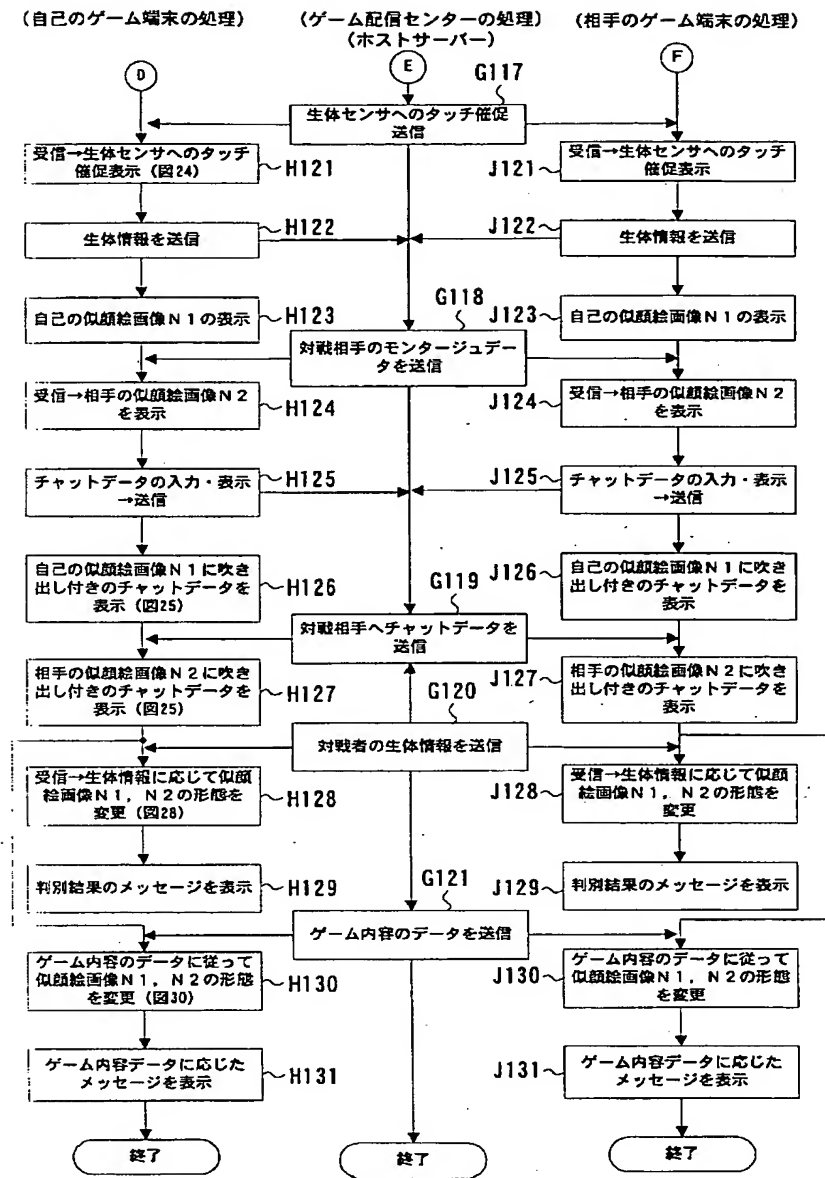 (自己のゲーム端末の処理)
(ゲーム配信センターの処理)
(ホストサーバー)
(相手のゲーム端末の処理)
D
E
F
G117
生体センサへのタッチ催促
送信
受信→生体センサへのタッチ
催促表示(図24)
H121
J121
受信→生体センサへのタッチ
催促表示
生体情報を送信
H122
J122
生体情報を送信
自己の似顔絵画像N1の表示
H123
G118
対戦相手のモンタージュデー
タを送信
J123
自己の似顔絵画像N1の表示
受信→相手の似顔絵画像N2
を表示
H124
J124
受信→相手の似顔絵画像N2
を表示
チャットデータの入力・表示
→送信
H125
J125
チャットデータの入力・表示
→送信
自己の似顔絵画像N1に吹き
出し付きのチャットデータを
表示(図25)
H126
G119
対戦相手へチャットデータを
送信
J126
自己の似顔絵画像N1に吹き
出し付きのチャットデータを
表示
相手の似顔絵画像N2に吹き
出し付きのチャットデータを
表示(図25)
H127
G120
対戦者の生体情報を送信
J127
相手の似顔絵画像N2に吹き
出し付きのチャットデータを
表示
受信→生体情報に応じて似顔
絵画像N1,N2の形態を
変更(図28)
H128
J128
受信→生体情報に応じて似顔
絵画像N1,N2の形態を
変更
判別結果のメッセージを表示
H129
G121
ゲーム内容のデータを送信
J129
判別結果のメッセージを表示
ゲーム内容のデータに従って
似顔絵画像N1,N2の形態
を変更(図30)
H130
J130
ゲーム内容のデータに従って
似顔絵画像N1,N2の形態
を変更
ゲーム内容データに応じた
メッセージを表示
H131
J131
ゲーム内容データに応じた
メッセージを表示
終了
終了
終了